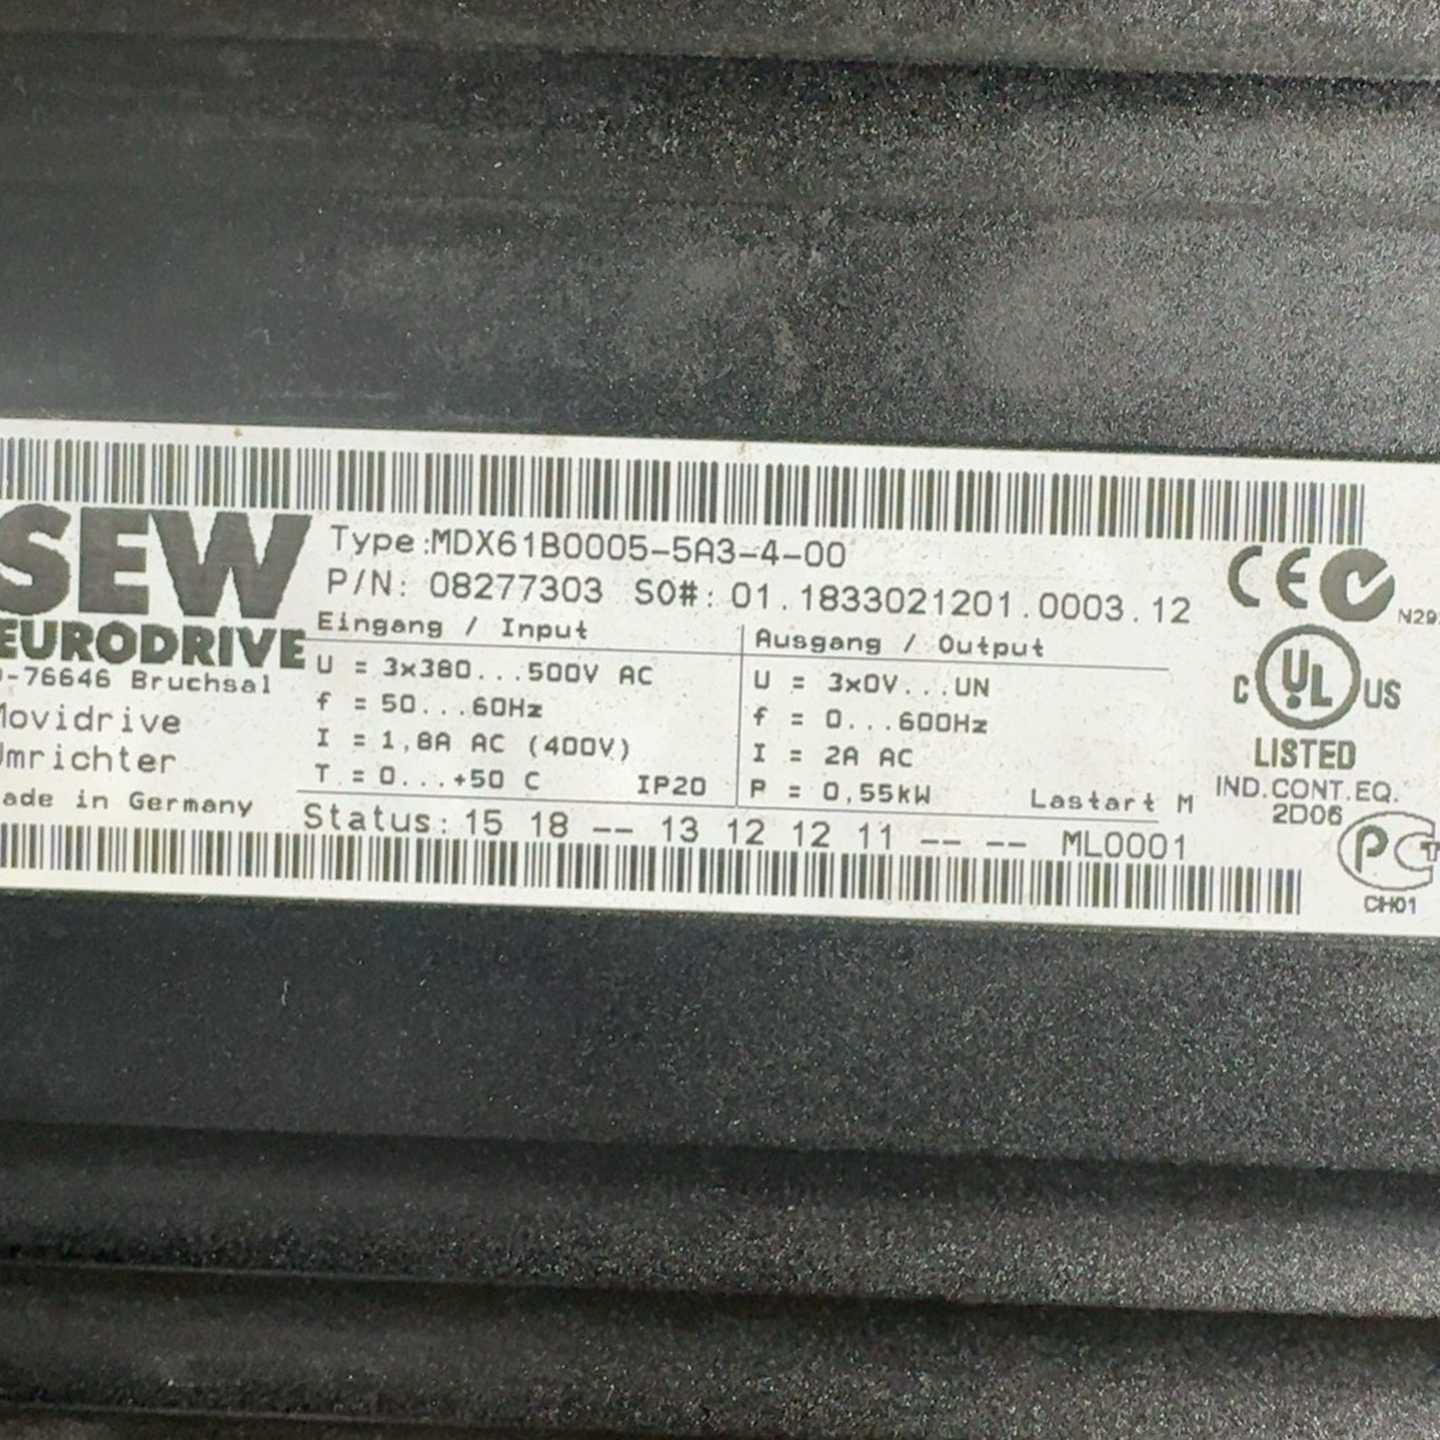 SEW
EURODRIVE
-76646 Bruchsal
Movidrive
Umrichter
ade in Germany
Type:MDX61B0005-5A3-4-00
P/N: 08277303 SO#: 01.1833021201.0003.12
Eingang / Input
U = 3x380...500V AC
f = 50...60Hz
I = 1,8A AC (400V)
T = 0...+50 C IP20
Ausgang / Output
U = 3x0V...UN
f = 0...600Hz
I = 2A AC
P = 0,55kW Lastart M
Status: 15 18 -- 13 12 12 11 -- -- ML0001
CE
N29
C UL US
LISTED
IND.CONT.EQ.
2D06
PCT
CH01